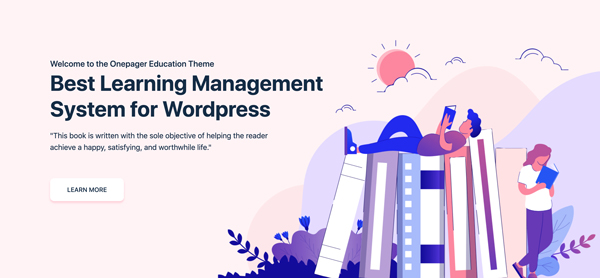 Welcome to the Onepager Education Theme
Best Learning Management
System for Wordpress
"This book is written with the sole objective of helping the reader
achieve a happy, satisfying, and worthwhile life."
LEARN MORE